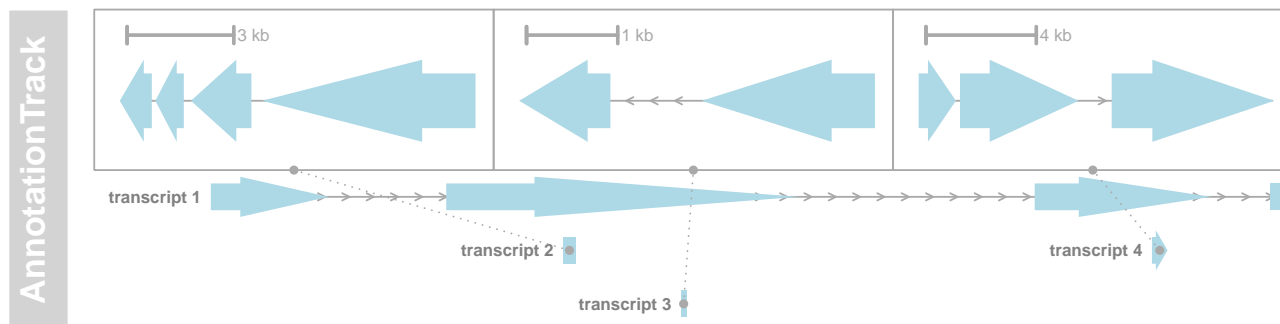 AnnotationTrack
3 kb
1 kb
4 kb
transcript 1
transcript 2
transcript 4
transcript 3